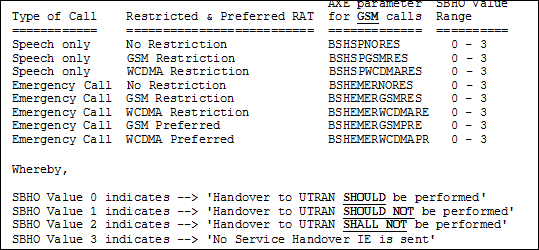 AXE parameter SBHO Value
Type of Call Restricted & Preferred RAT for GSM calls Range
============ ========================== ============= ==========
Speech only No Restriction BSHSPNORES 0 - 3
Speech only GSM Restriction BSHSPGSMRES 0 - 3
Speech only WCDMA Restriction BSHSPWCDMARES 0 - 3
Emergency Call No Restriction BSHEMERNORES 0 - 3
Emergency Call GSM Restriction BSHEMERGSMRES 0 - 3
Emergency Call WCDMA Restriction BSHEMERWCDMARE 0 - 3
Emergency Call GSM Preferred BSHEMERGSMPRE 0 - 3
Emergency Call WCDMA Preferred BSHEMERWCDMAPR 0 - 3
Whereby,
SBHO Value 0 indicates --> 'Handover to UTRAN SHOULD be performed'
SBHO Value 1 indicates --> 'Handover to UTRAN SHOULD NOT be performed'
SBHO Value 2 indicates --> 'Handover to UTRAN SHALL NOT be performed'
SBHO Value 3 indicates --> 'No Service Handover IE is sent'